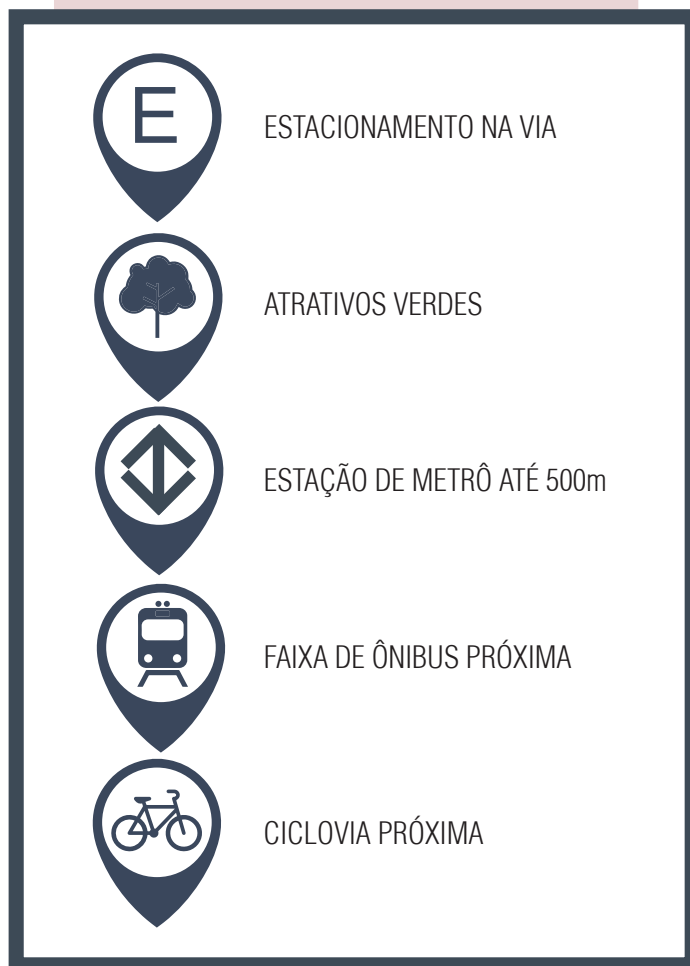 E
ESTACIONAMENTO NA VIA
ATRATIVOS VERDES
ESTAÇÃO DE METRÔ ATÉ 500m
FAIXA DE ÔNIBUS PRÓXIMA
CICLOVIA PRÓXIMA